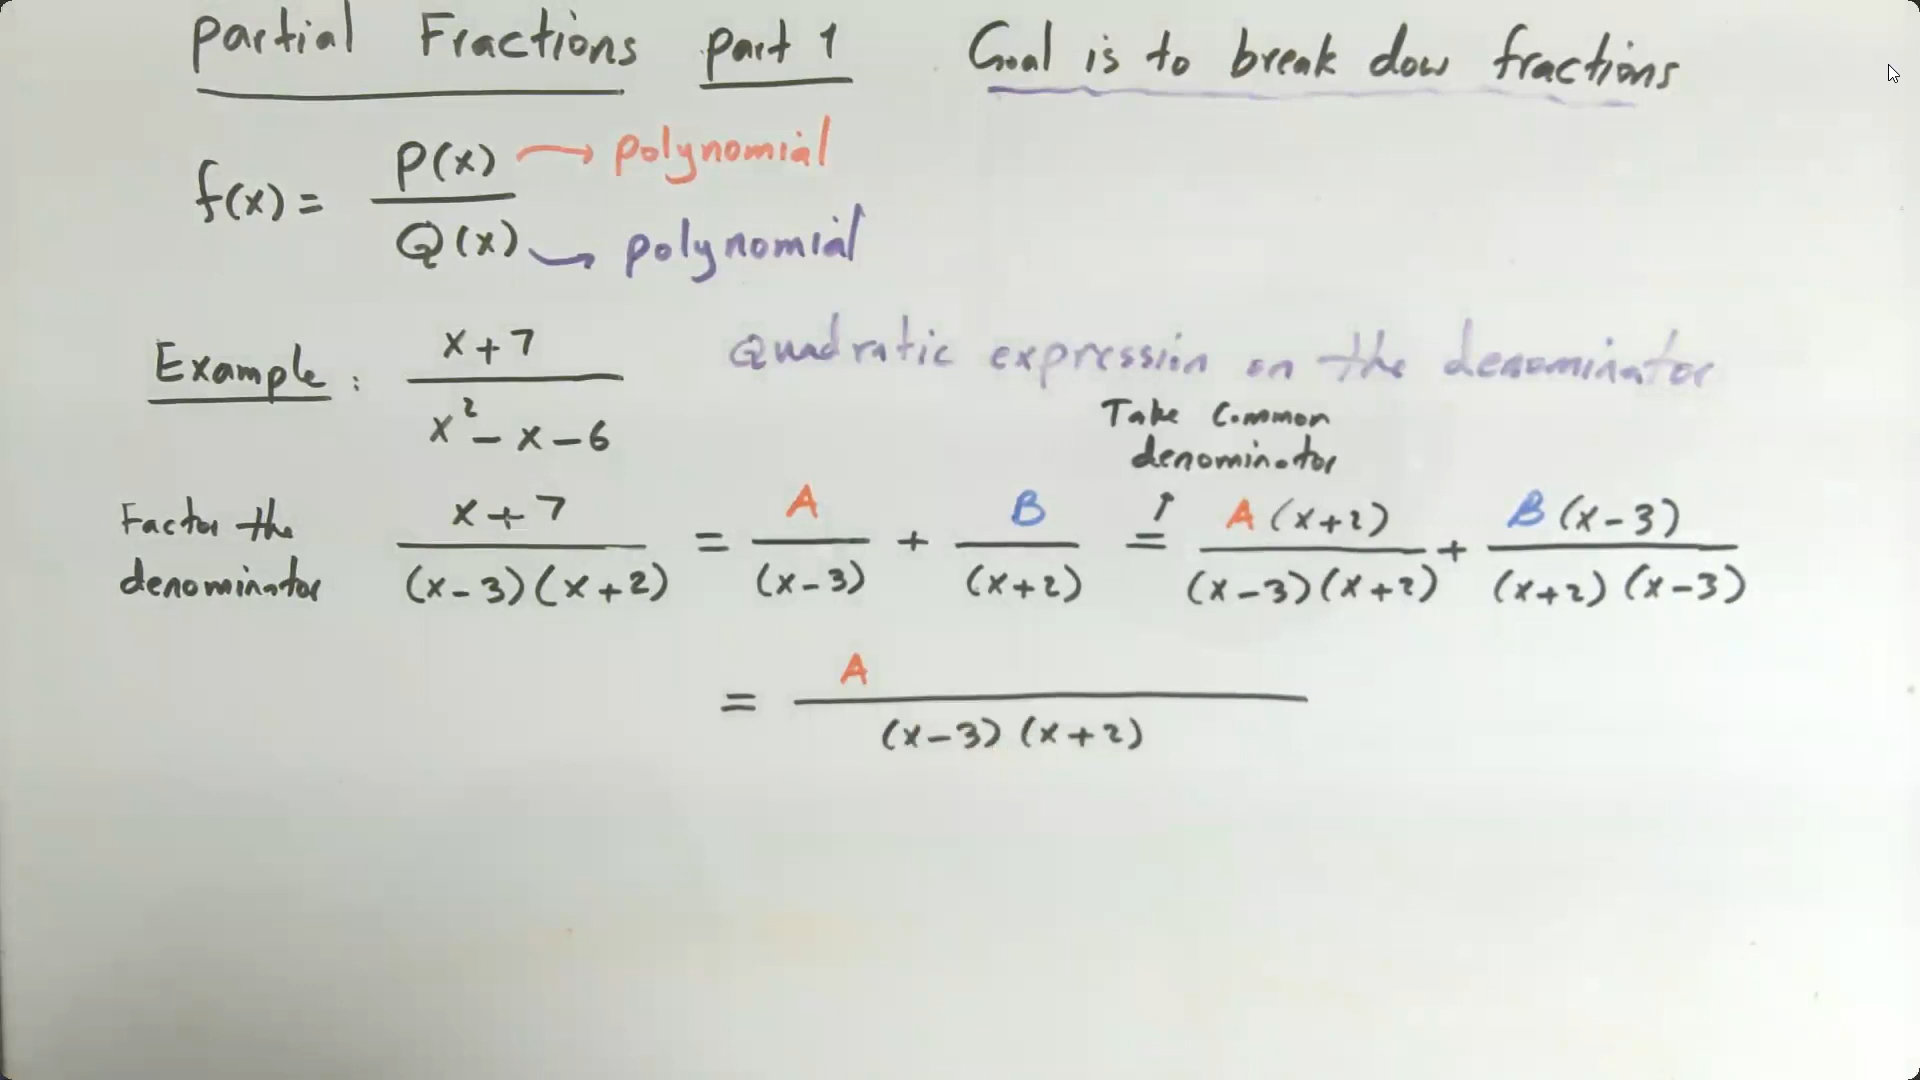 Partial Fractions part 1 Goal is to break dow fractions
f(x) = P(x) / Q(x)
→ polynomial
→ polynomial
Example : (x+7) / (x² - x - 6)
Quadratic expression on the denominator
Take Common
denominator
Factor the
denominator
(x+7) / ((x-3)(x+2)) = A / (x-3) + B / (x+2) = A(x+2) / ((x-3)(x+2)) + B(x-3) / ((x+2)(x-3))
= A / ((x-3)(x+2))